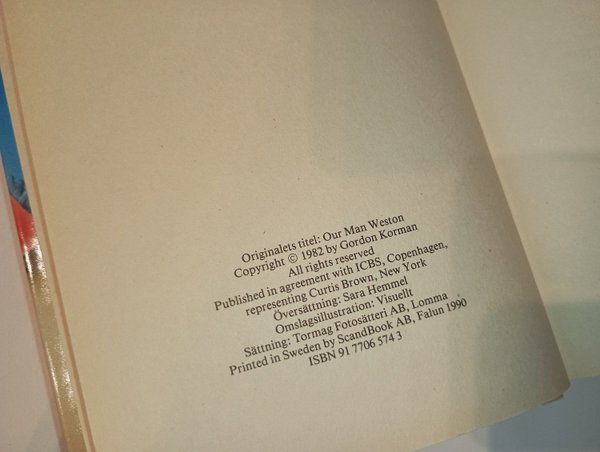 Originalets titel: Our Man Weston
Copyright © 1982 by Gordon Korman
All rights reserved
Published in agreement with ICBS, Copenhagen,
representing Curtis Brown, New York
Översättning: Sara Hemmel
Omslagsillustration: Visuellt
Sättning: Tormag Fotosätteri AB, Lomma
Printed in Sweden by ScandBook AB, Falun 1990
ISBN 91 7706 574 3